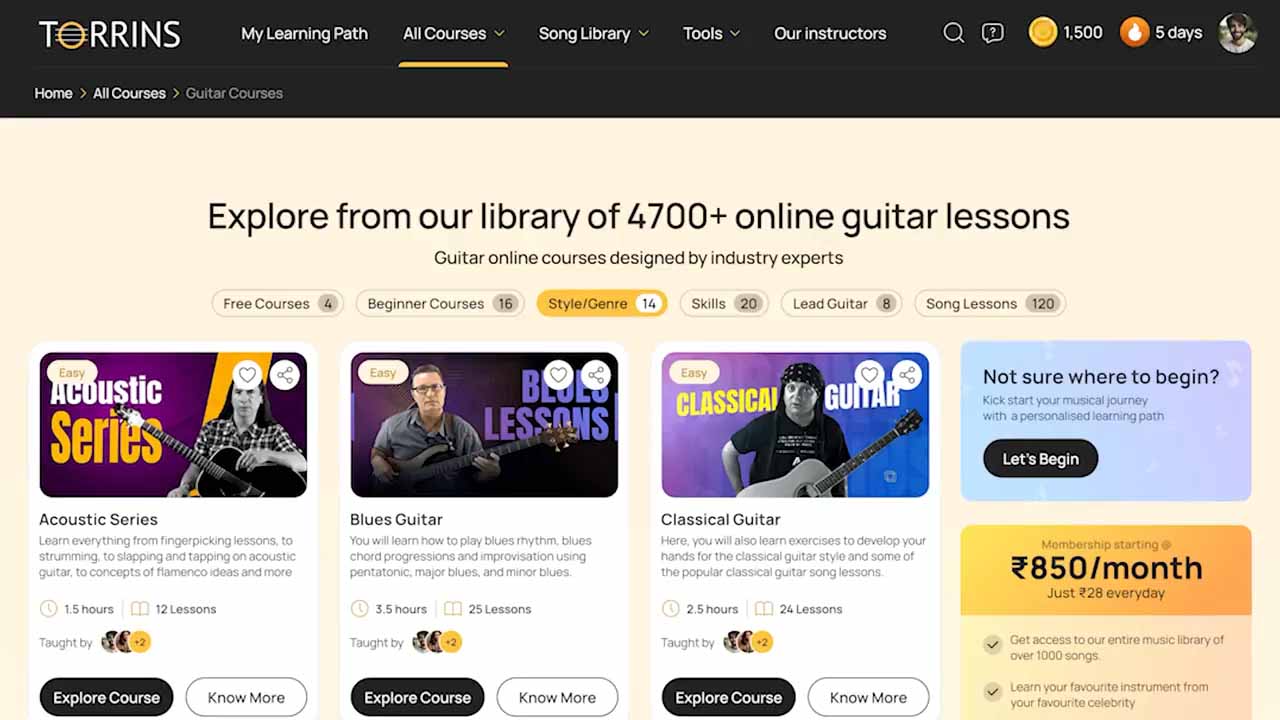 TORRINS
My Learning Path
All Courses
Song Library
Tools
Our instructors
1,500
5 days
Home > All Courses > Guitar Courses
Explore from our library of 4700+ online guitar lessons
Guitar online courses designed by industry experts
Free Courses 4
Beginner Courses 16
Style/Genre 14
Skills 20
Lead Guitar 8
Song Lessons 120
Easy
Acoustic
Series
Acoustic Series
Learn everything from fingerpicking lessons, to
strumming, to slapping and tapping on acoustic
guitar, to concepts of flamenco ideas and more
1.5 hours
12 Lessons
Taught by
+2
Explore Course
Know More
Easy
BLUES
LESSONS
Blues Guitar
You will learn how to play blues rhythm, blues
chord progressions and improvisation using
pentatonic, major blues, and minor blues.
3.5 hours
25 Lessons
Taught by
+2
Explore Course
Know More
Easy
CLASSICAL GUITAR
Classical Guitar
Here, you will also learn exercises to develop your
hands for the classical guitar style and some of
the popular classical guitar song lessons.
2.5 hours
24 Lessons
Taught by
+2
Explore Course
Know More
Not sure where to begin?
Kick start your musical journey
with a personalised learning path
Let's Begin
Membership starting @
₹850/month
Just ₹28 everyday
Get access to our entire music library of
over 1000 songs.
Learn your favourite instrument from
your favourite celebrity